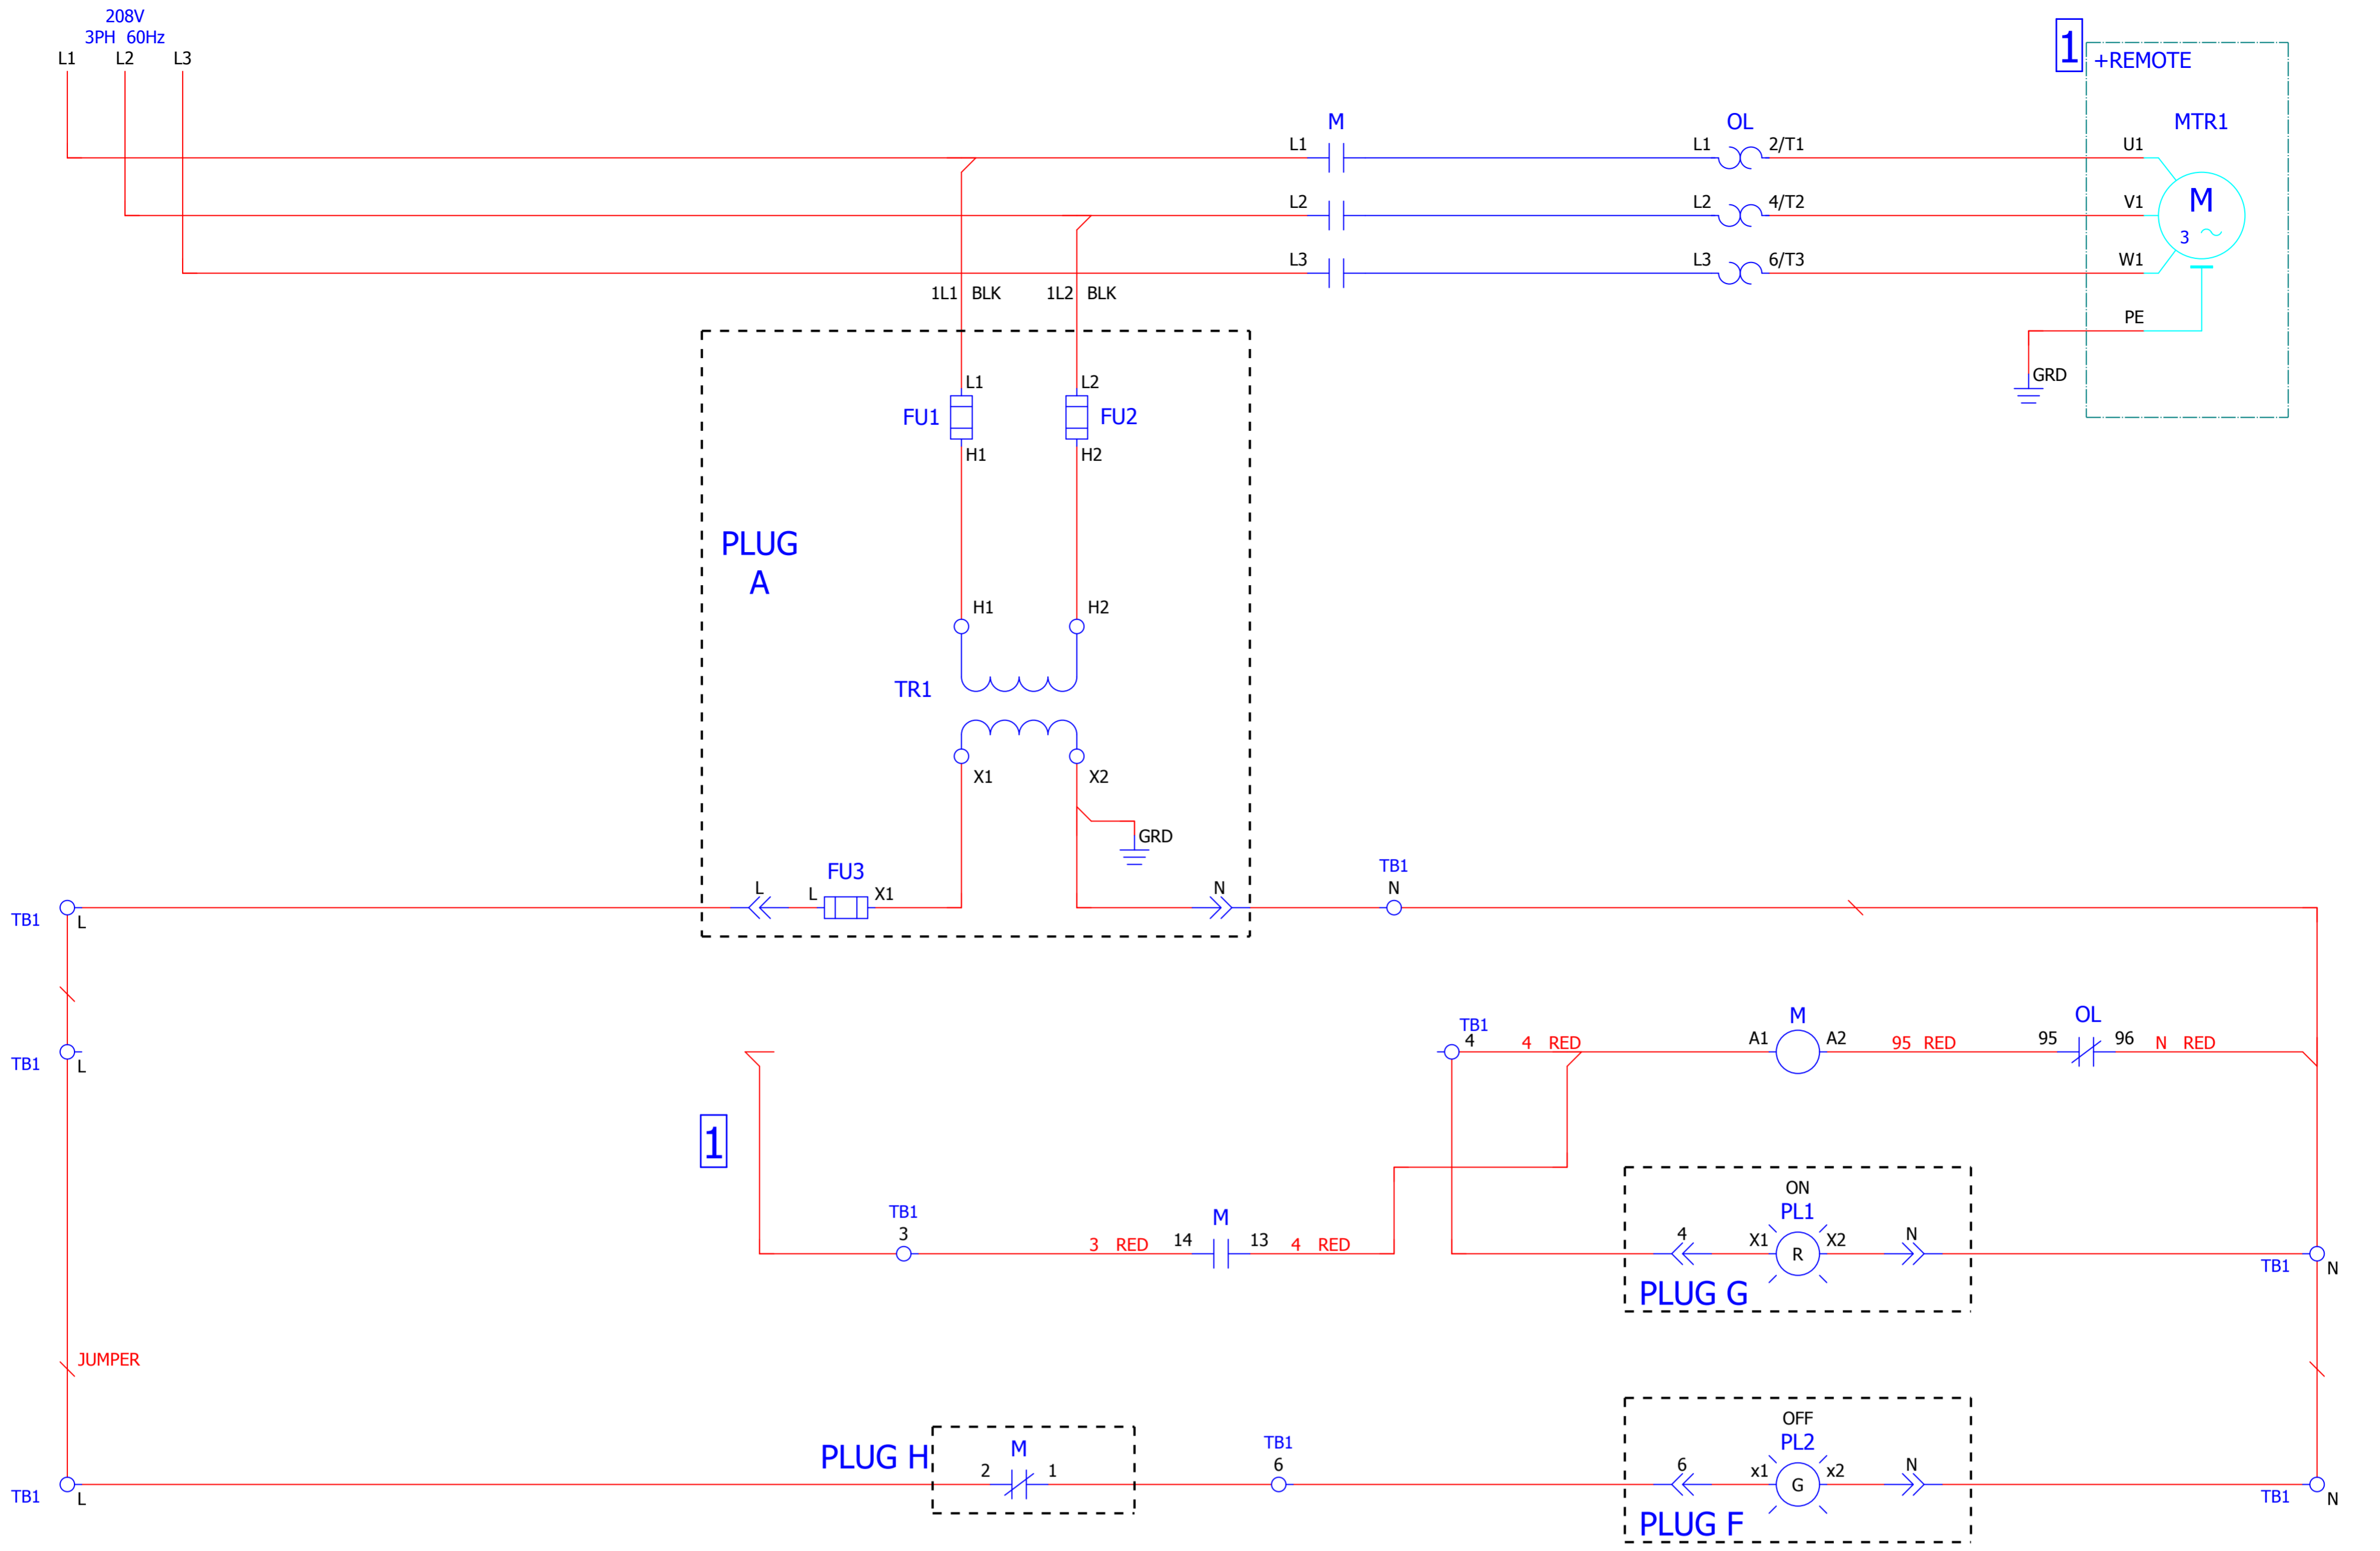 208V
3PH 60Hz
L1 L2 L3
1
+REMOTE
M OL MTR1
L1 L1 2/T1 U1
M
3
L2 L2 4/T2 V1
L3 L3 6/T3 W1
1L1 BLK 1L2 BLK
PE
GRD
L1 L2
FU1 FU2
H1 H2
PLUG
A
H1 H2
TR1
X1 X2
GRD
FU3
L L X1 N
TB1
N
TB1 L
TB1 L
TB1
4 4 RED
M
A1 A2
95 RED
OL
95 96
N RED
1
TB1
3
3 RED
M
14 13
4 RED
ON
PL1
4 X1 R X2 N
PLUG G
TB1 N
JUMPER
PLUG H
M
2 1
TB1
6
OFF
PL2
6 x1 G x2 N
PLUG F
TB1 L
TB1 N